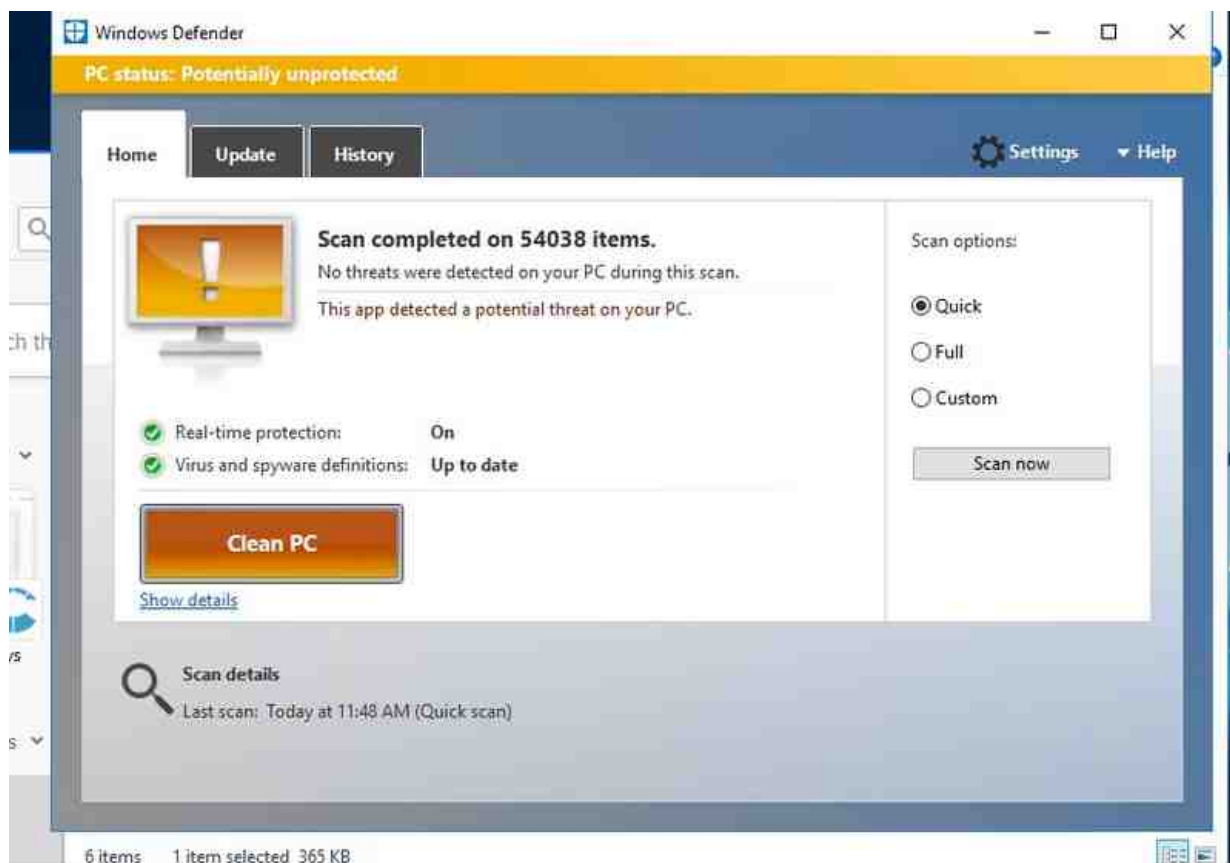 Windows Defender
PC status: Potentially unprotected
Home
Update
History
Settings
Help
Scan completed on 54038 items.
No threats were detected on your PC during this scan.
This app detected a potential threat on your PC.
Real-time protection: On
Virus and spyware definitions: Up to date
Clean PC
Show details
Scan options:
Quick
Full
Custom
Scan now
Scan details
Last scan: Today at 11:48 AM (Quick scan)
6 items 1 item selected 365 KB